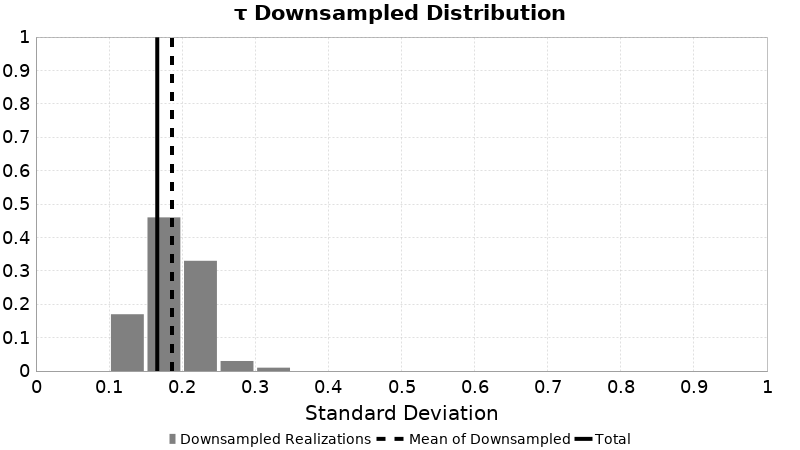 τ Downsampled Distribution
1
0.9
0.8
0.7
0.6
0.5
0.4
0.3
0.2
0.1
0
0 0.1 0.2 0.3 0.4 0.5 0.6 0.7 0.8 0.9 1
Standard Deviation
Downsampled Realizations Mean of Downsampled Total